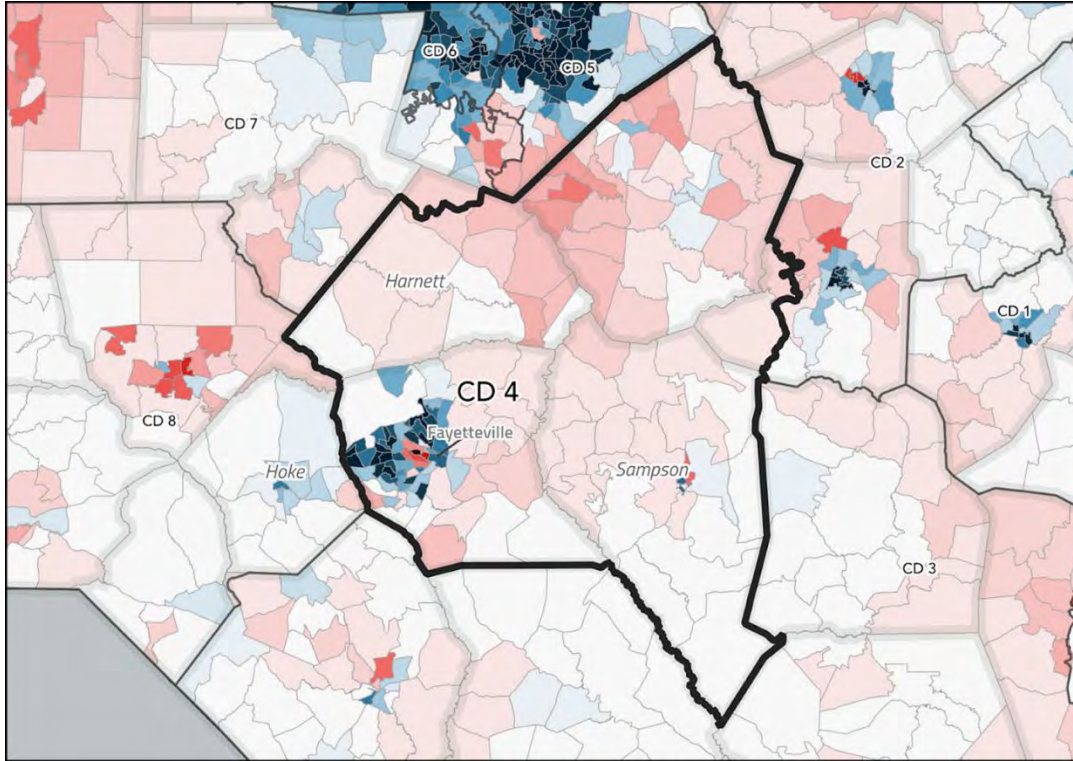 CD 6
CD 5
CD 7
CD 2
Harnett
CD 1
CD 4
CD 8
Fayetteville
Hoke
Sampson
CD 3